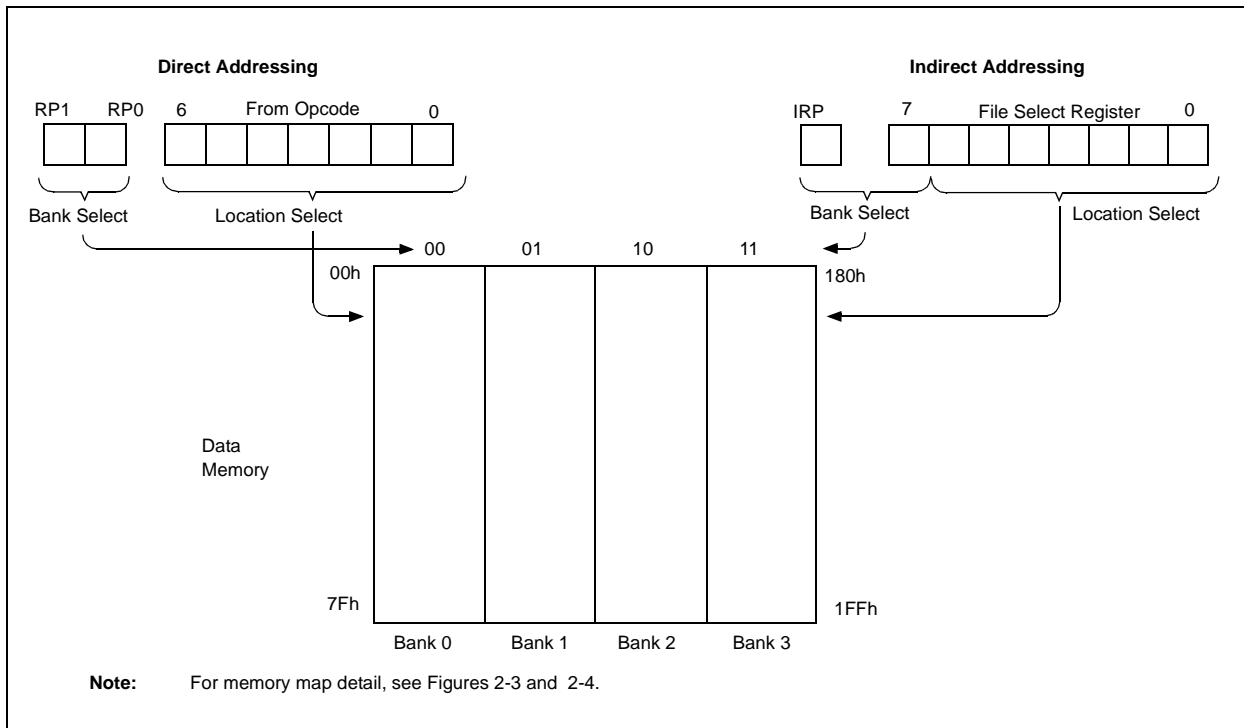 Direct Addressing
Indirect Addressing
RP1 RP0 6 From Opcode 0
IRP 7 File Select Register 0
Bank Select Location Select
Bank Select Location Select
00 01 10 11
00h 180h
Data
Memory
7Fh 1FFh
Bank 0 Bank 1 Bank 2 Bank 3
Note: For memory map detail, see Figures 2-3 and 2-4.